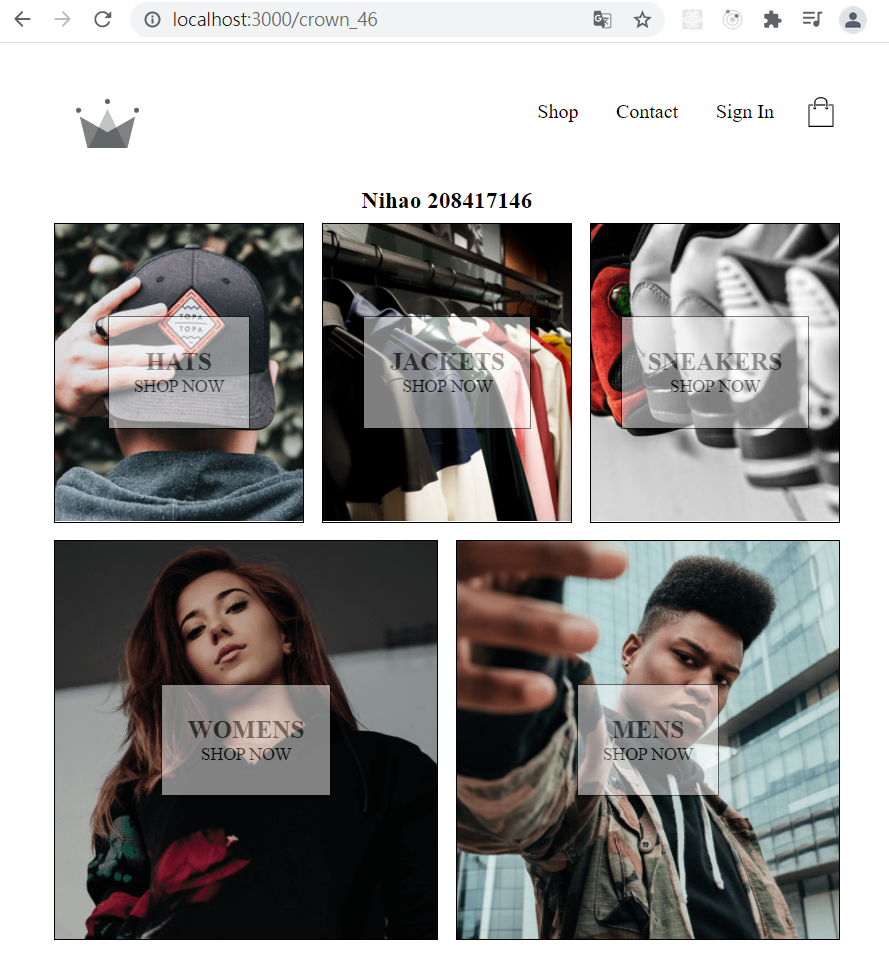 localhost:3000/crown_46
Shop Contact Sign In
Nihao 208417146
TOPA
TOPA
HATS
SHOP NOW
JACKETS
SHOP NOW
SNEAKERS
SHOP NOW
WOMENS
SHOP NOW
MENS
SHOP NOW